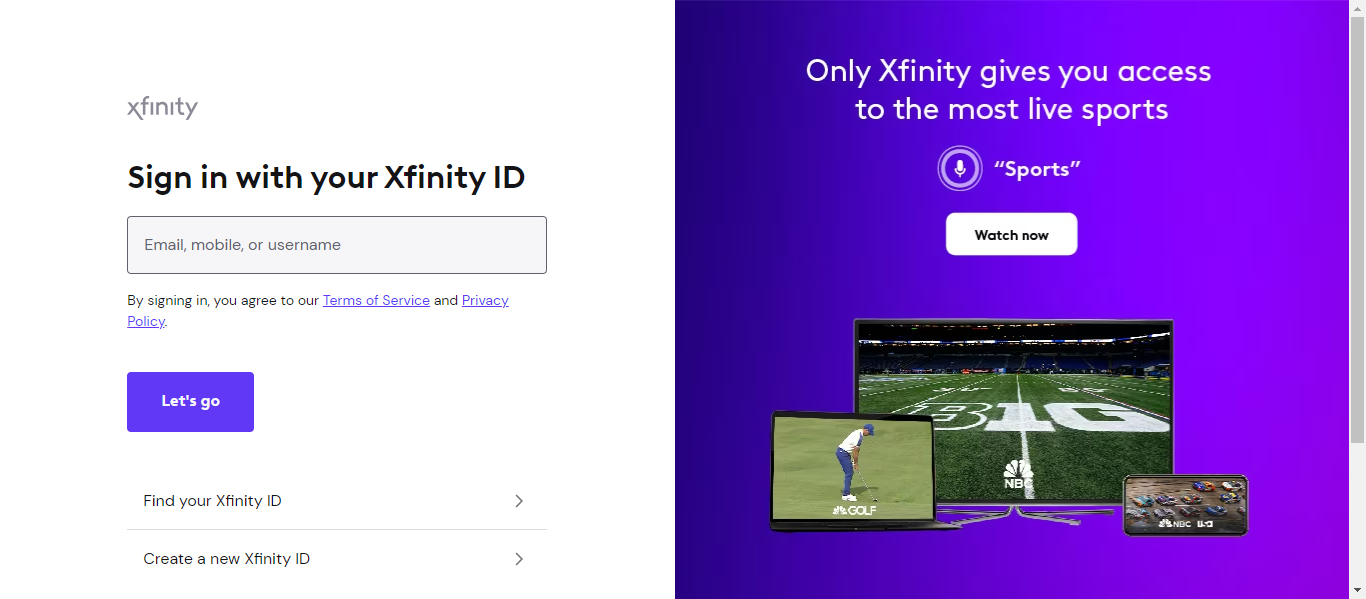 xfinity
Sign in with your Xfinity ID
Email, mobile, or username
By signing in, you agree to our Terms of Service and Privacy
Policy.
Let's go
Find your Xfinity ID
Create a new Xfinity ID
Only Xfinity gives you access
to the most live sports
“Sports”
Watch now
B1G
NBC
GOLF
NBC USA